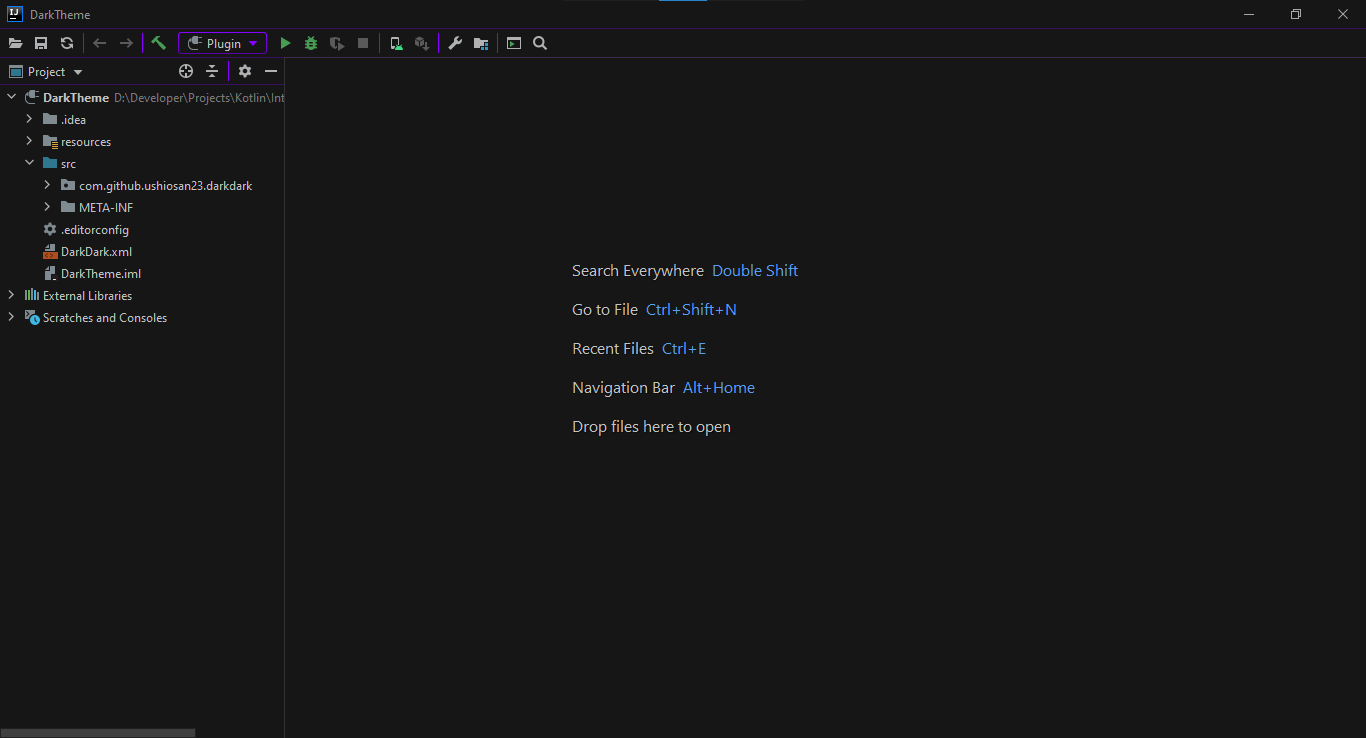 IJ
DarkTheme
Plugin
Project
DarkTheme D:\Developer\Projects\Kotlin\Int
.idea
resources
src
com.github.ushiosan23.darkdark
META-INF
.editorconfig
DarkDark.xml
DarkTheme.iml
External Libraries
Scratches and Consoles
Search Everywhere Double Shift
Go to File Ctrl+Shift+N
Recent Files Ctrl+E
Navigation Bar Alt+Home
Drop files here to open